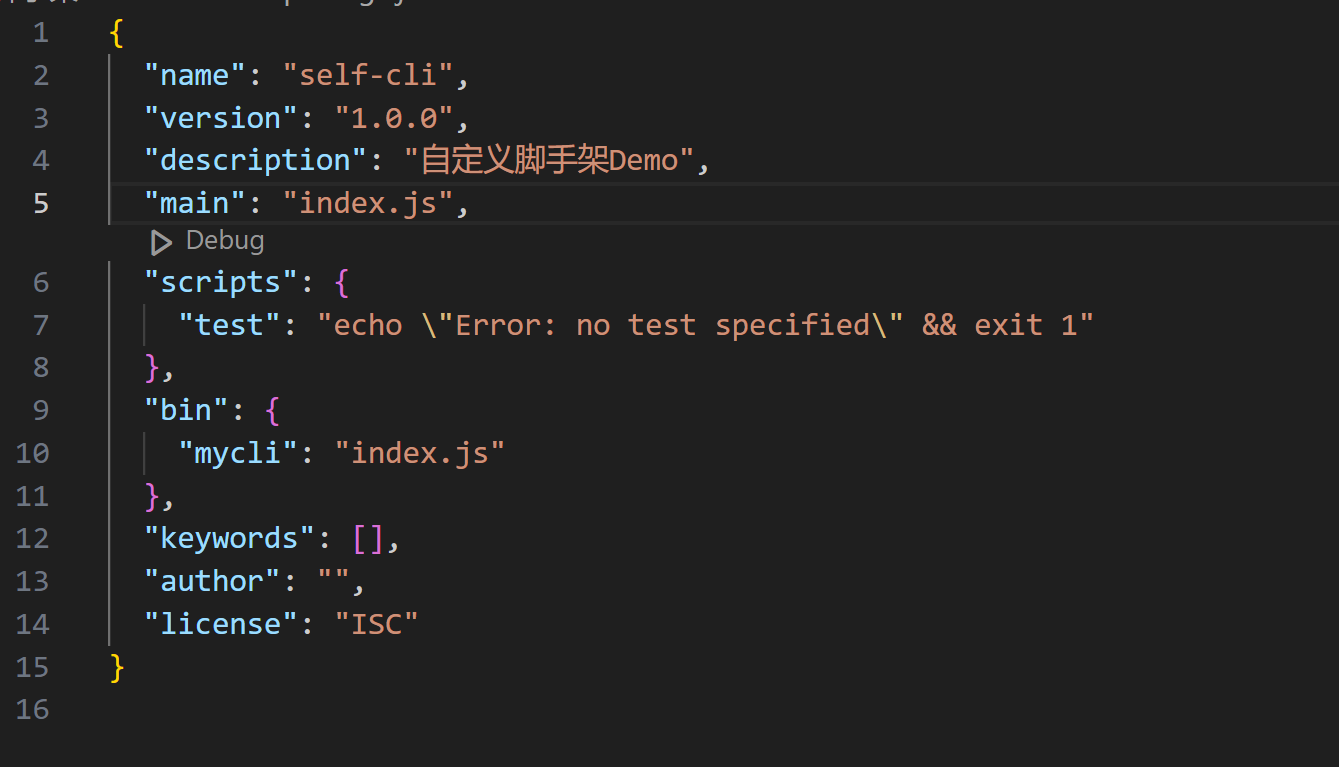 1 {
2 "name": "self-cli",
3 "version": "1.0.0",
4 "description": "自定义脚手架Demo",
5 "main": "index.js",
Debug
6 "scripts": {
7 "test": "echo \"Error: no test specified\" && exit 1"
8 },
9 "bin": {
10 "mycli": "index.js"
11 },
12 "keywords": [],
13 "author": "",
14 "license": "ISC"
15 }
16